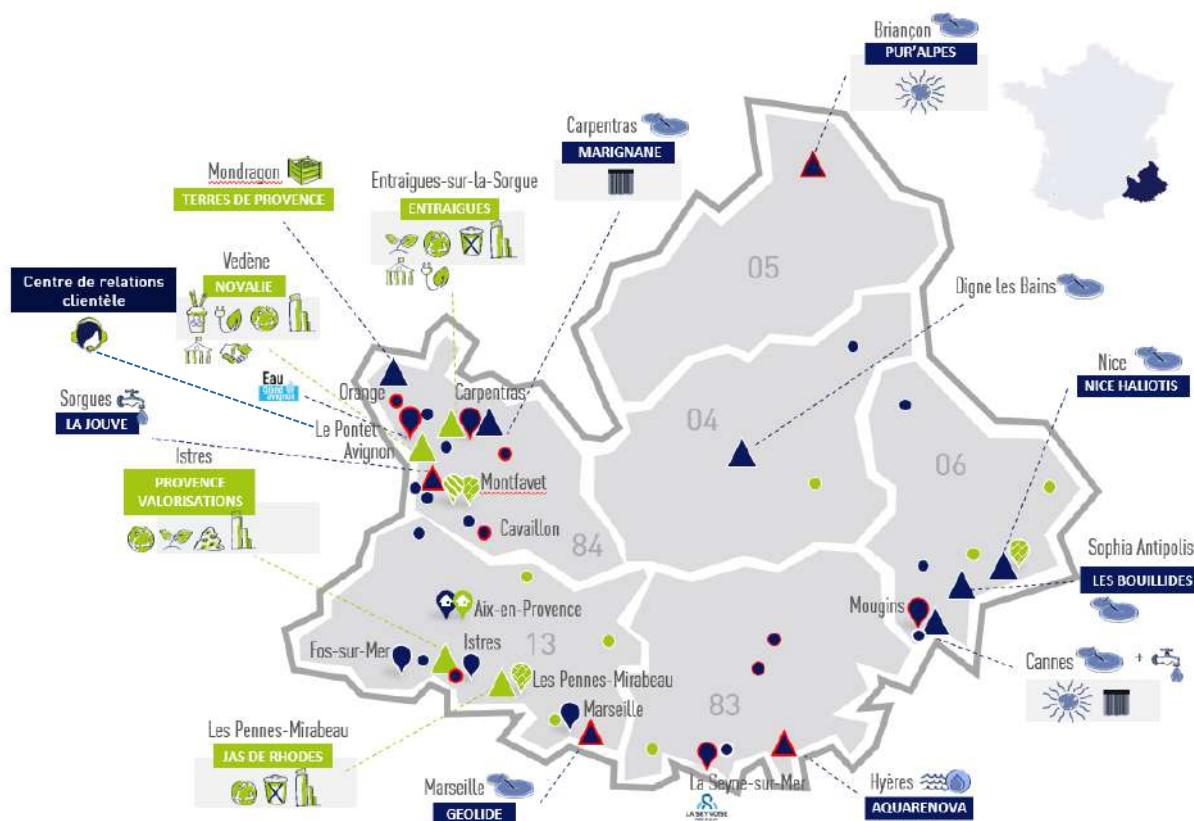 Briançon
PUR'ALPES
Carpentras
MARIGNANE
Mondragon
TERRES DE PROVENCE
Entraigues-sur-la-Sorgue
ENTRAIGUES
05
Vedène
NOVALIE
Centre de relations
clientèle
Digne les Bains
Nice
NICE HALIOTIS
Eau
grand
avignon
Orange
Carpentras
Sorgues
LA JOUVE
Le Pontet
Avignon
04
06
Istres
PROVENCE
VALORISATIONS
Montfavet
Cavaillon
84
Sophia Antipolis
LES BOUILLIDES
Mougins
Aix-en-Provence
Fos-sur-Mer
Istres
13
Cannes
+
Les Pennes-Mirabeau
Marseille
83
Les Pennes-Mirabeau
JAS DE RHODES
Marseille
GEOLIDE
La Seyne-sur-Mer
LA SEYNOISE
Hyères
AQUARENOVA